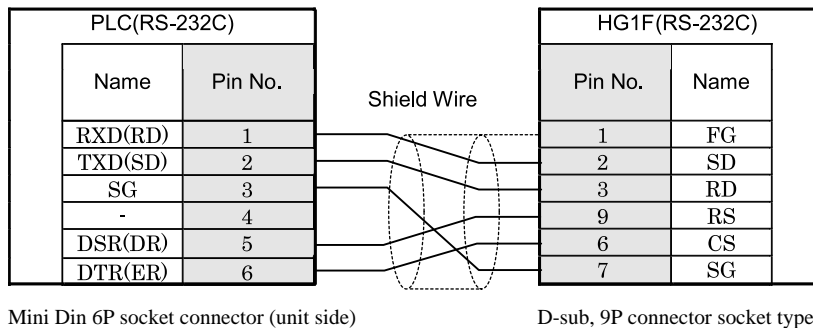 PLC(RS-232C) HG1F(RS-232C)
Name Pin No. Shield Wire Pin No. Name
RXD(RD) 1 1 FG
TXD(SD) 2 2 SD
SG 3 3 RD
- 4 9 RS
DSR(DR) 5 6 CS
DTR(ER) 6 7 SG
Mini Din 6P socket connector (unit side) D-sub, 9P connector socket type